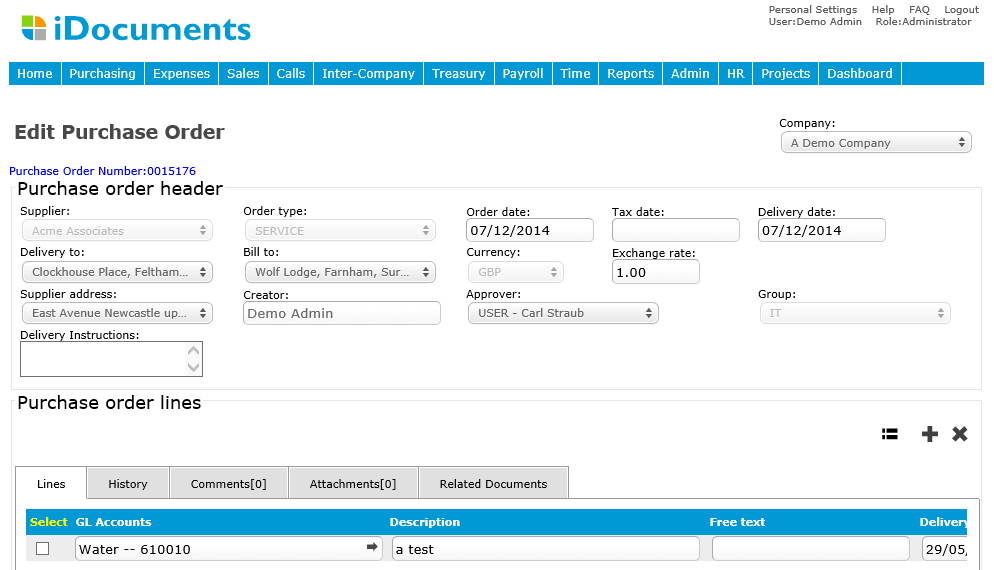 Personal Settings Help FAQ Logout
User:Demo Admin Role:Administrator
iDocuments
Home Purchasing Expenses Sales Calls Inter-Company Treasury Payroll Time Reports Admin HR Projects Dashboard
Edit Purchase Order
Company:
A Demo Company
Purchase Order Number:0015176
Purchase order header
Supplier: Order type: Order date: Tax date: Delivery date:
Acme Associates SERVICE 07/12/2014 07/12/2014
Delivery to: Bill to: Currency: Exchange rate:
Clockhouse Place, Feltham... Wolf Lodge, Farnham, Sur... GBP 1.00
Supplier address: Creator: Approver: Group:
East Avenue Newcastle up... Demo Admin USER - Carl Straub IT
Delivery Instructions:
Purchase order lines
Lines History Comments[0] Attachments[0] Related Documents
Select GL Accounts Description Free text Delivery
Water -- 610010 a test 29/05/